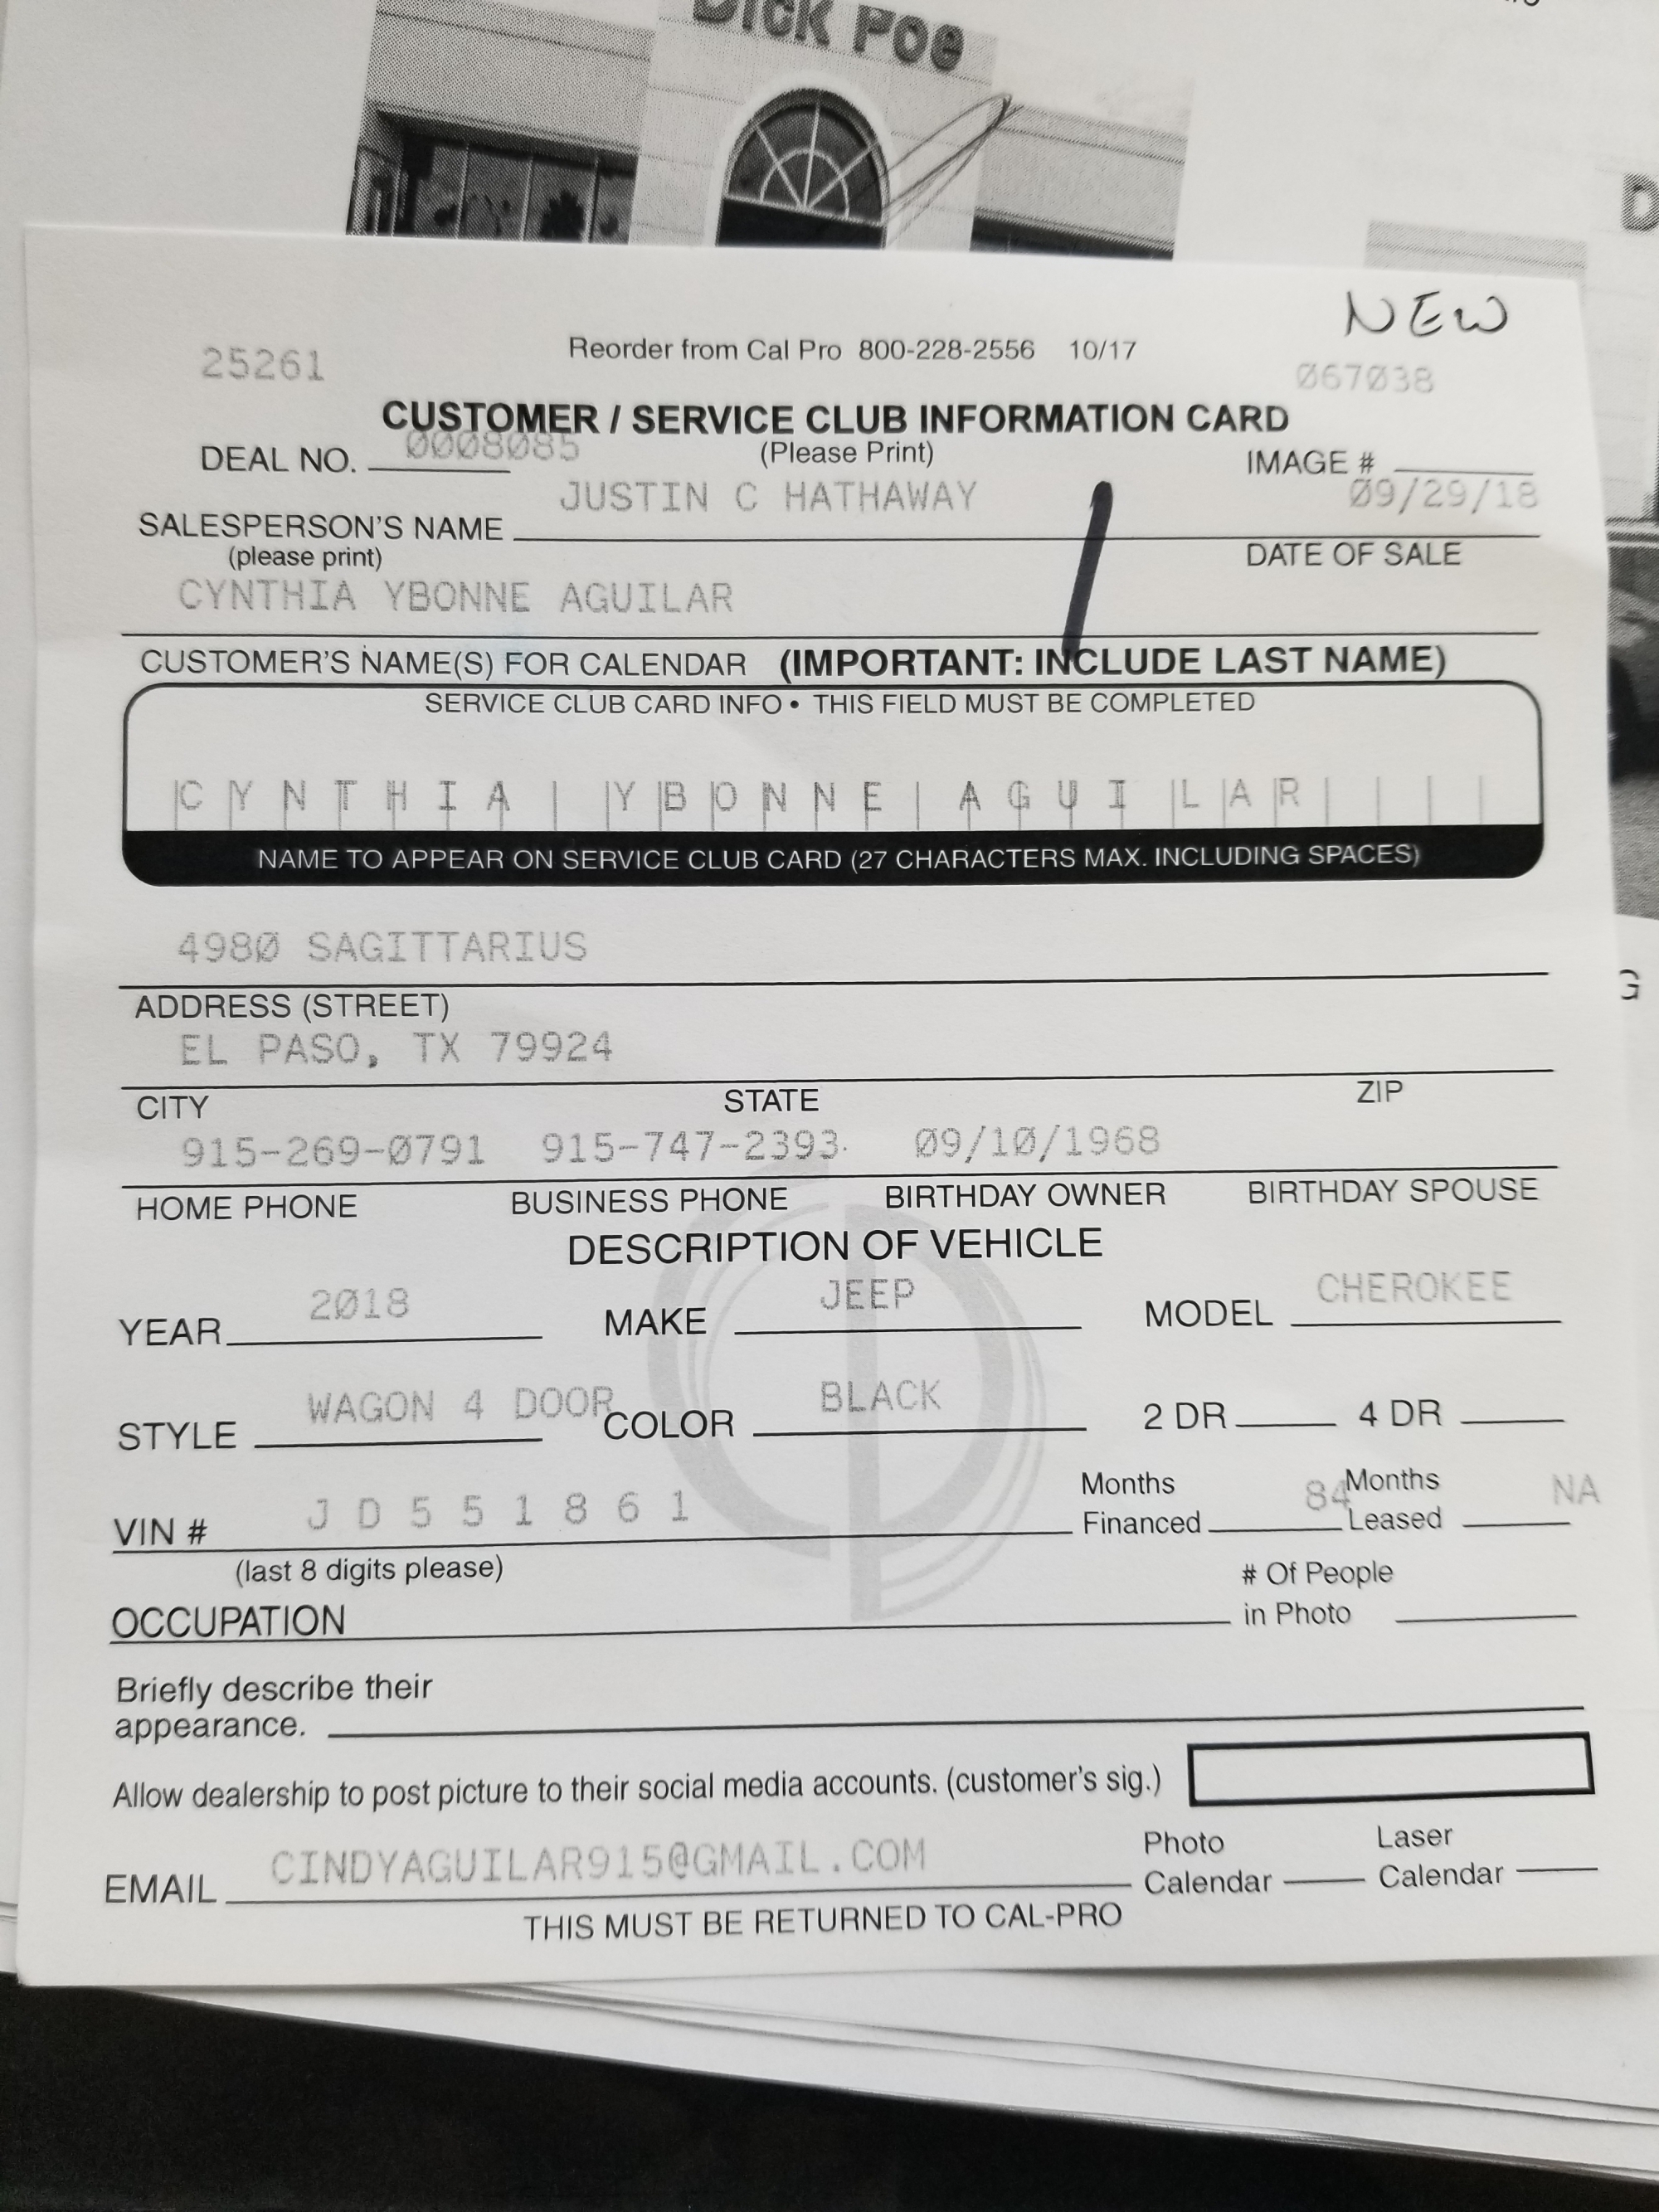 Dick Poe
NEW
25261 Reorder from Cal Pro 800-228-2556 10/17 067038
CUSTOMER / SERVICE CLUB INFORMATION CARD
DEAL NO. 0008085 (Please Print) IMAGE #
JUSTIN C HATHAWAY 09/29/18
SALESPERSON'S NAME
(please print) DATE OF SALE
CYNTHIA YBONNE AGUILAR
CUSTOMER'S NAME(S) FOR CALENDAR (IMPORTANT: INCLUDE LAST NAME)
SERVICE CLUB CARD INFO • THIS FIELD MUST BE COMPLETED
CYNTHIA YBONNE AGUILAR
NAME TO APPEAR ON SERVICE CLUB CARD (27 CHARACTERS MAX. INCLUDING SPACES)
4980 SAGITTARIUS
ADDRESS (STREET)
EL PASO, TX 79924
CITY STATE ZIP
915-269-0791 915-747-2393 09/10/1968
HOME PHONE BUSINESS PHONE BIRTHDAY OWNER BIRTHDAY SPOUSE
DESCRIPTION OF VEHICLE
YEAR 2018 MAKE JEEP MODEL CHEROKEE
STYLE WAGON 4 DOOR COLOR BLACK 2 DR 4 DR
VIN # J D 5 5 1 8 6 1 Months Financed 84 Months Leased NA
(last 8 digits please)
OCCUPATION # Of People in Photo
Briefly describe their
appearance.
Allow dealership to post picture to their social media accounts. (customer's sig.)
EMAIL CINDYAGUILAR915@GMAIL.COM Photo Calendar Laser Calendar
THIS MUST BE RETURNED TO CAL-PRO